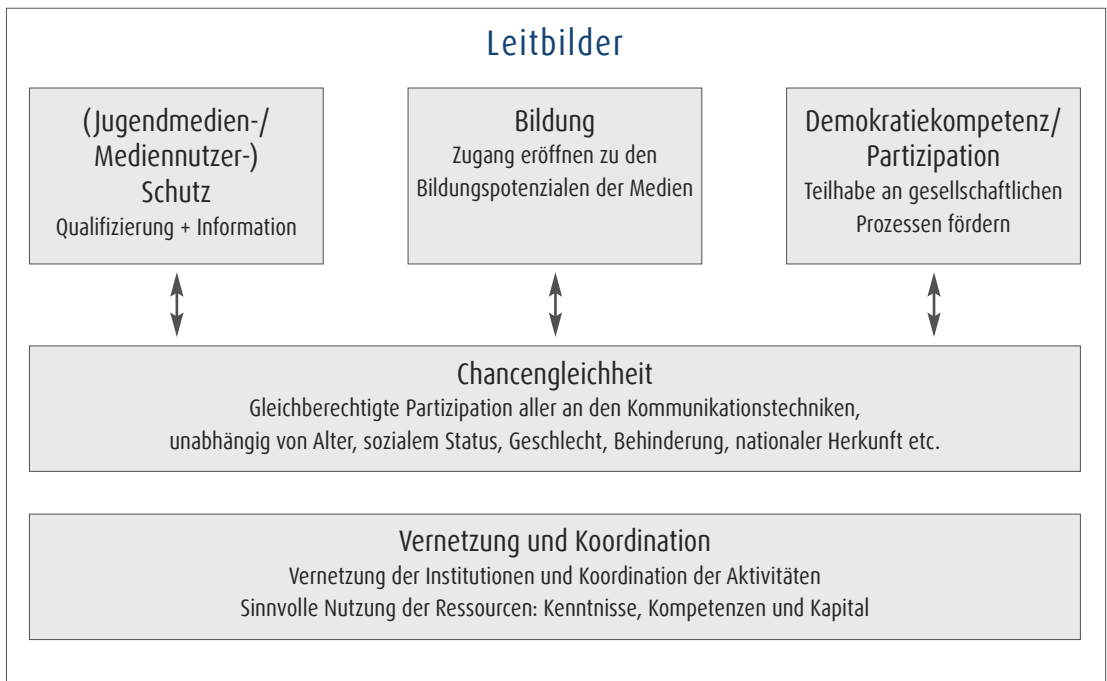 Leitbilder
(Jugendmedien-/
Mediennutzer-)
Schutz
Qualifizierung + Information
Bildung
Zugang eröffnen zu den
Bildungspotenzialen der Medien
Demokratiekompetenz/
Partizipation
Teilhabe an gesellschaftlichen
Prozessen fördern
Chancengleichheit
Gleichberechtigte Partizipation aller an den Kommunikationstechniken,
unabhängig von Alter, sozialem Status, Geschlecht, Behinderung, nationaler Herkunft etc.
Vernetzung und Koordination
Vernetzung der Institutionen und Koordination der Aktivitäten
Sinnvolle Nutzung der Ressourcen: Kenntnisse, Kompetenzen und Kapital